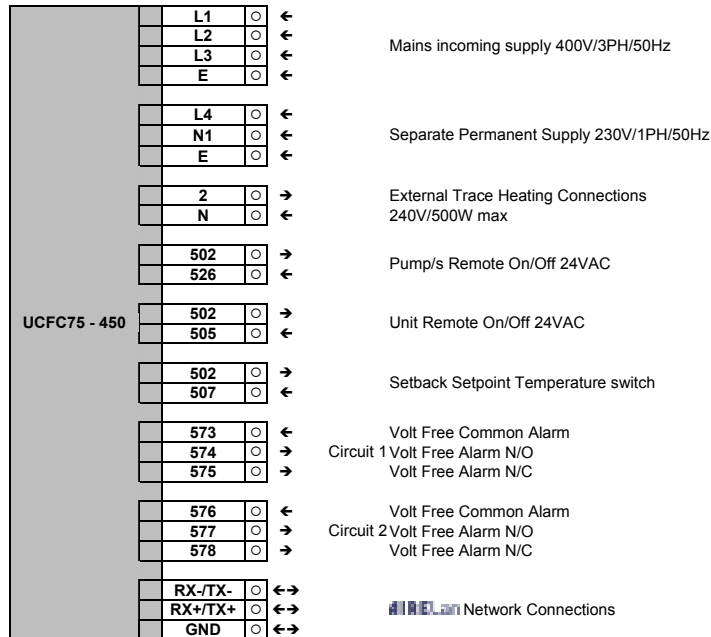 L1
L2
L3
E
Mains incoming supply 400V/3PH/50Hz
L4
N1
E
Separate Permanent Supply 230V/1PH/50Hz
2
N
External Trace Heating Connections
240V/500W max
502
526
Pump/s Remote On/Off 24VAC
UCFC75 - 450
502
505
Unit Remote On/Off 24VAC
502
507
Setback Setpoint Temperature switch
573 Volt Free Common Alarm
574 Circuit 1 Volt Free Alarm N/O
575 Volt Free Alarm N/C
576 Volt Free Common Alarm
577 Circuit 2 Volt Free Alarm N/O
578 Volt Free Alarm N/C
RX-/TX-
RX+/TX+
GND
Network Connections